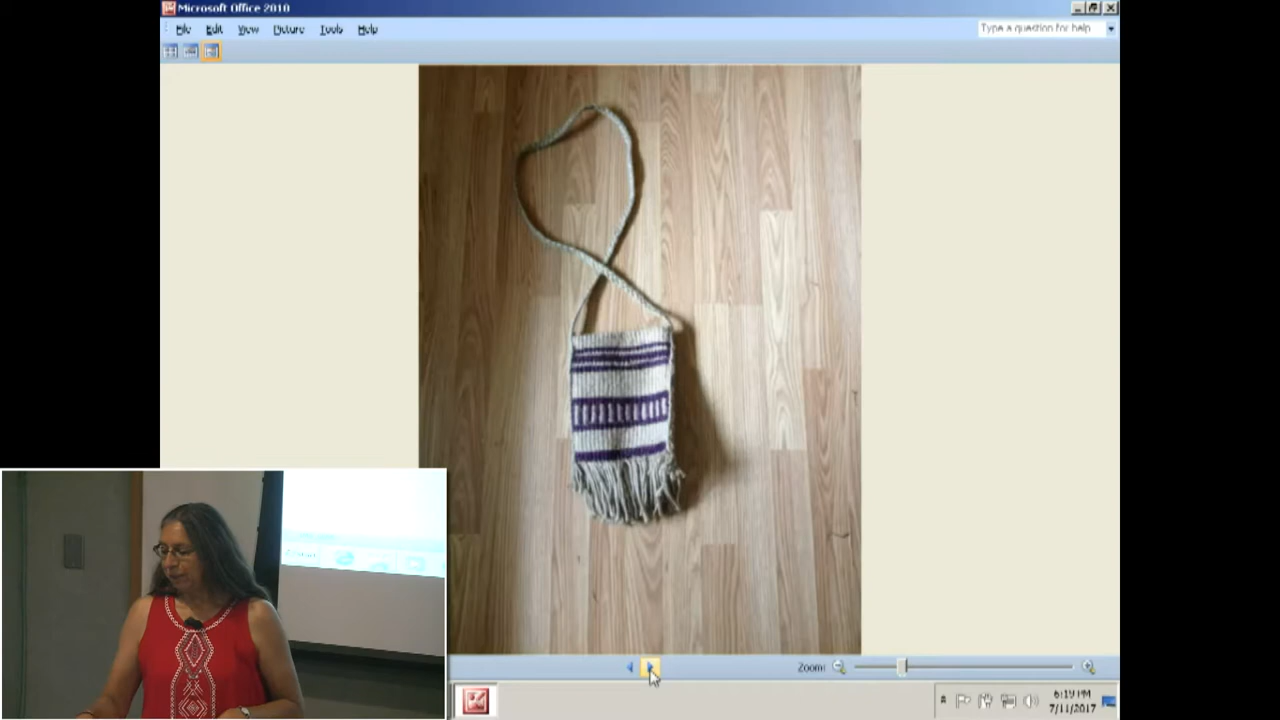 Microsoft Office 2010
File Edit View Picture Tools Help
Type a question for help
Zoom:
6:19 PM
7/11/2017